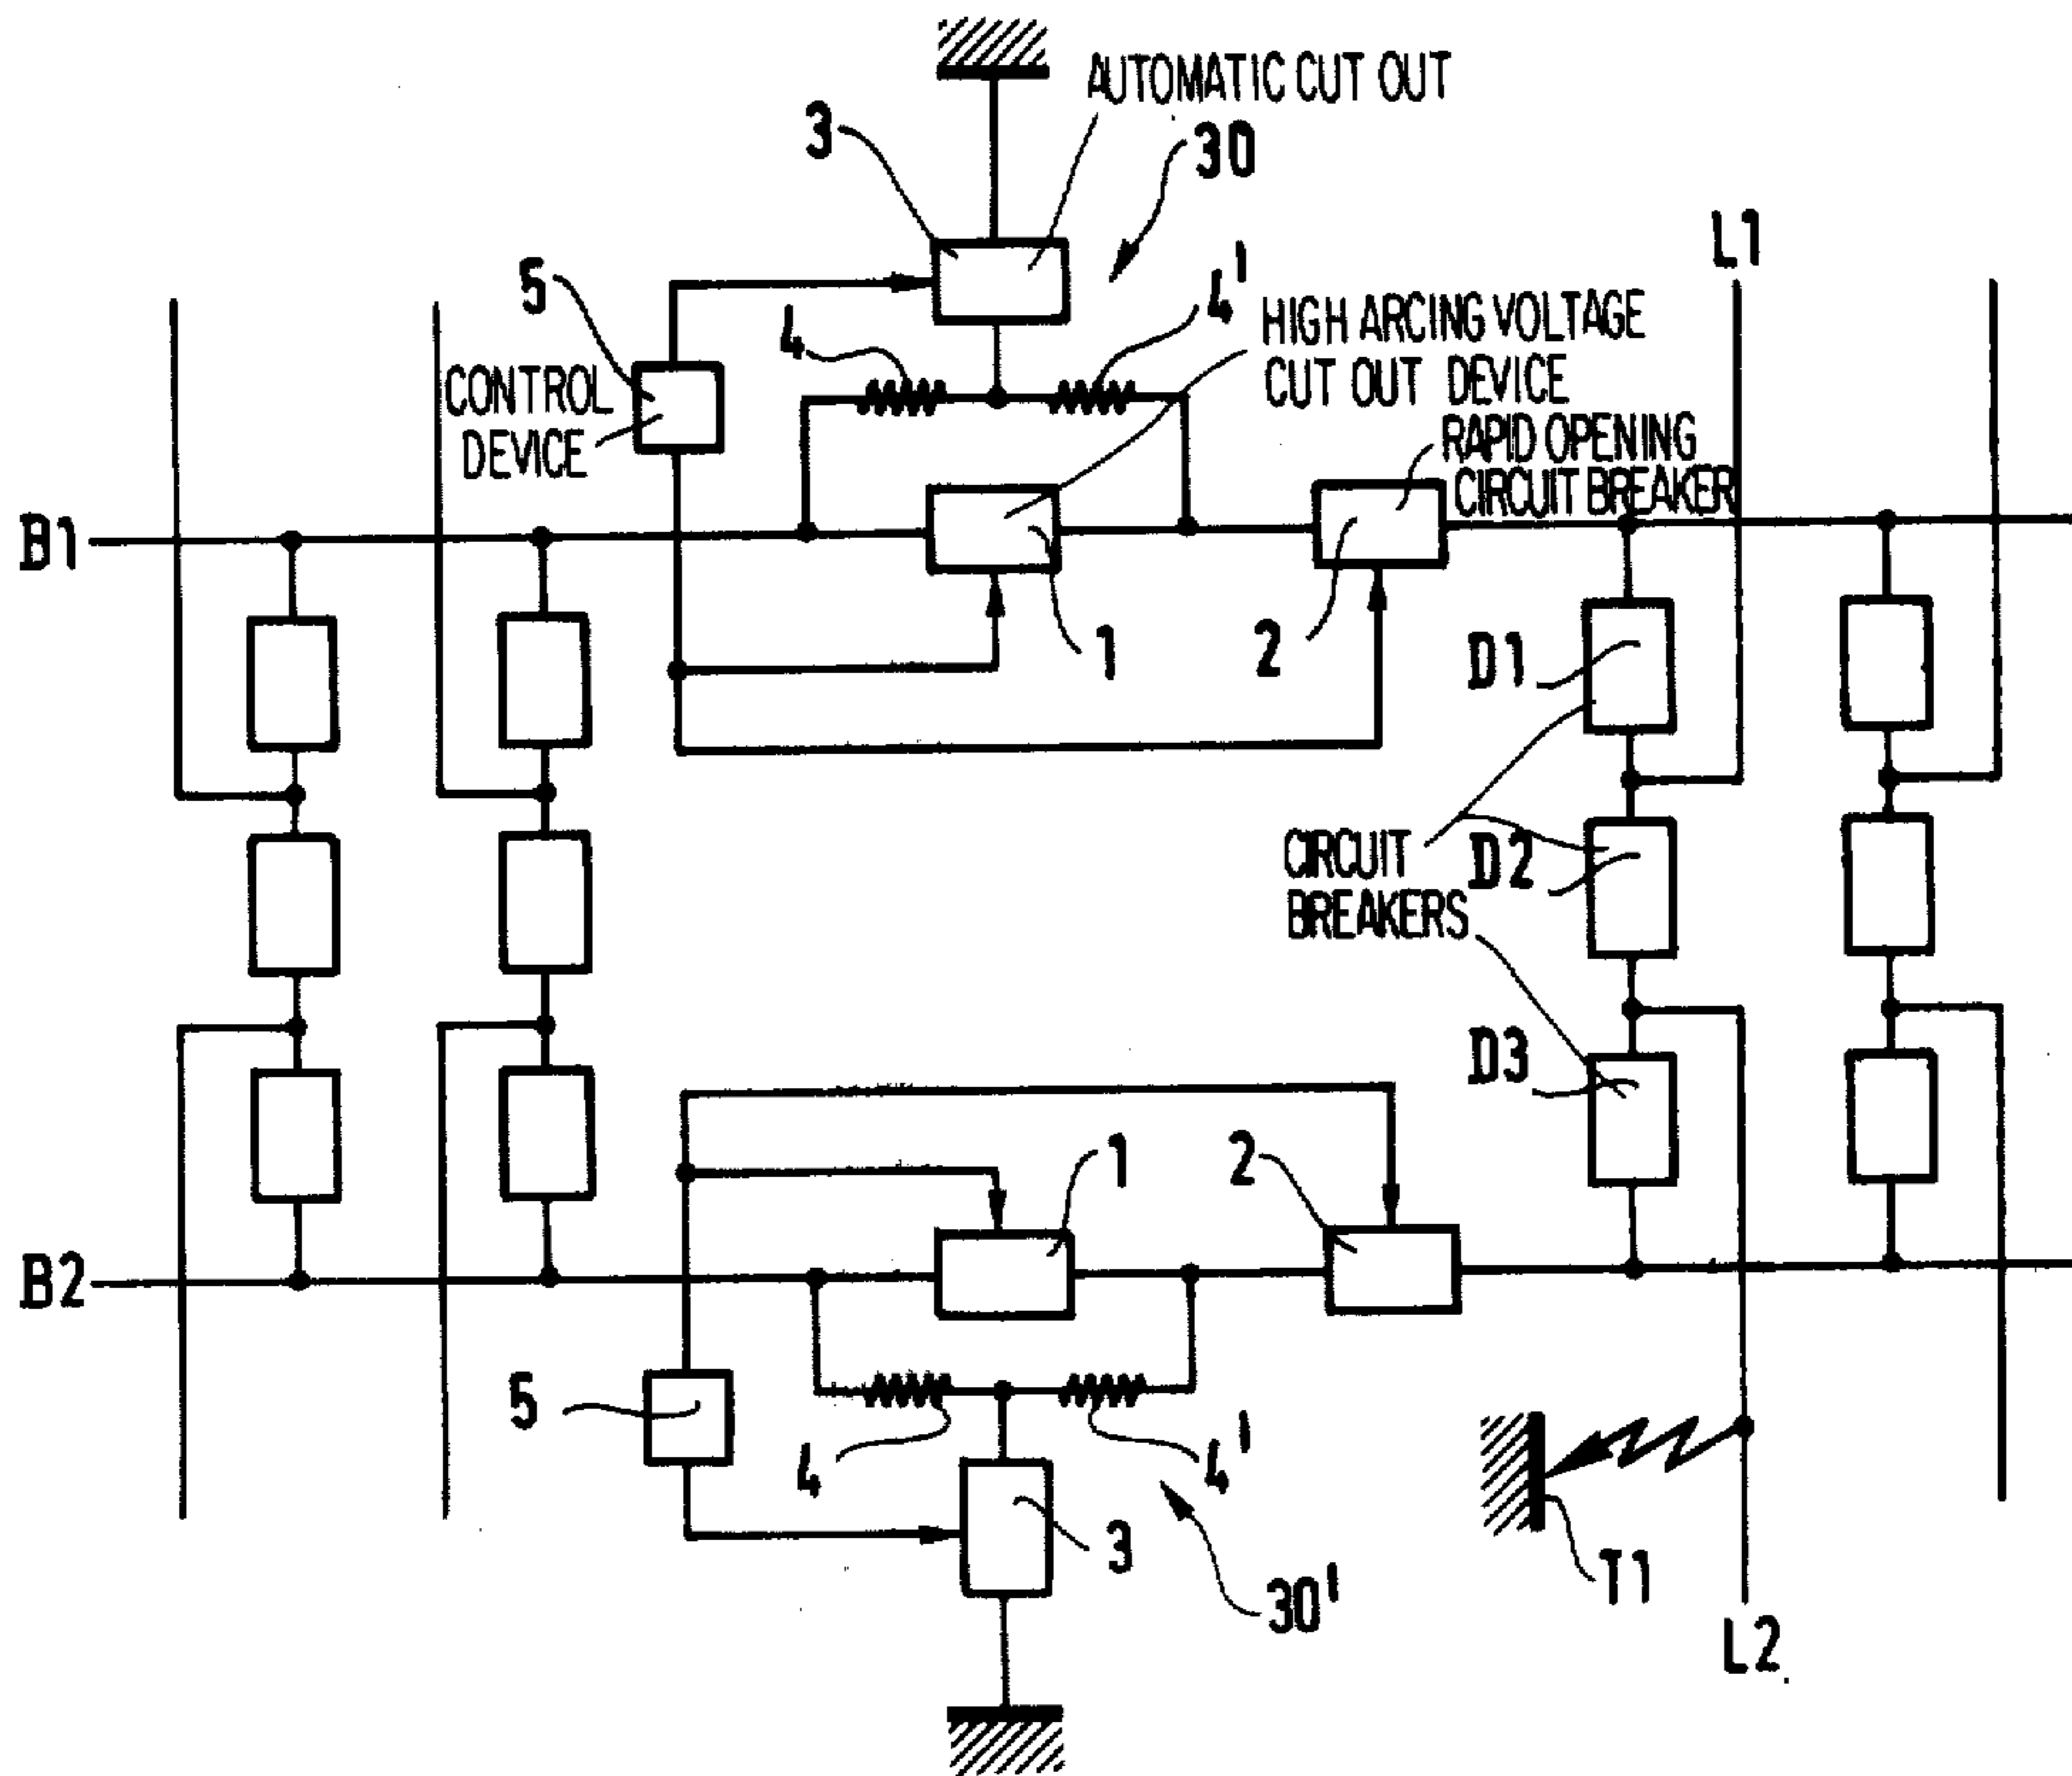 AUTOMATIC CUT OUT
3
30
L1
5
4
4'
HIGH ARCING VOLTAGE
CUT OUT DEVICE
CONTROL
DEVICE
RAPID OPENING
CIRCUIT BREAKER
B1
1
2
D1
CIRCUIT
BREAKERS
D2
D3
1
2
B2
5
4
4'
3
30'
T1
L2